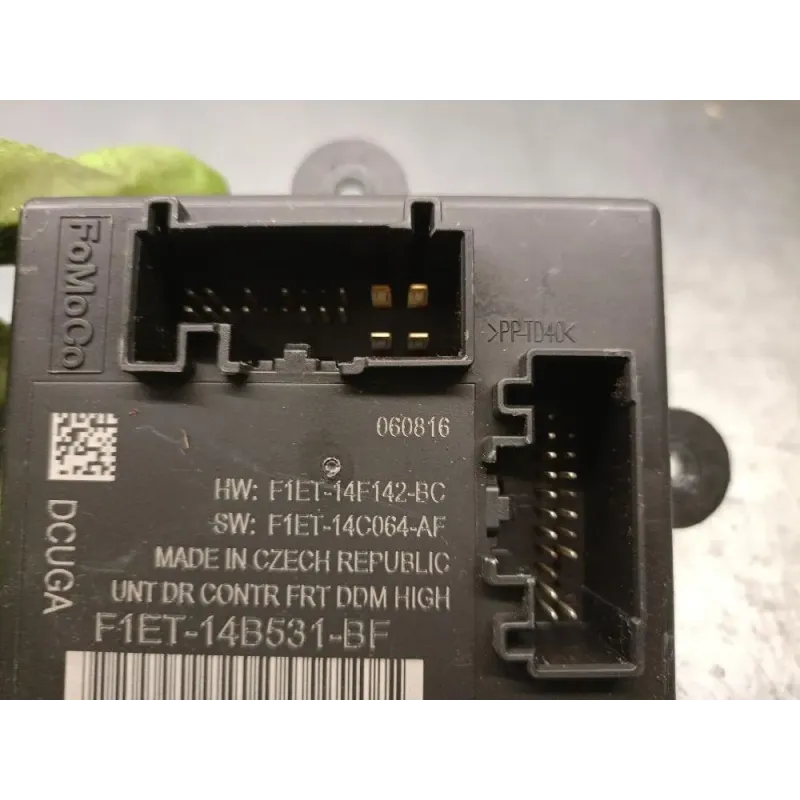 FoMoCo
>PP-TD40<
060816
HW: F1ET-14F142-BC
SW: F1ET-14C064-AF
MADE IN CZECH REPUBLIC
UNT DR CONTR FRT DDM HIGH
F1ET-14B531-BF
DCUGA